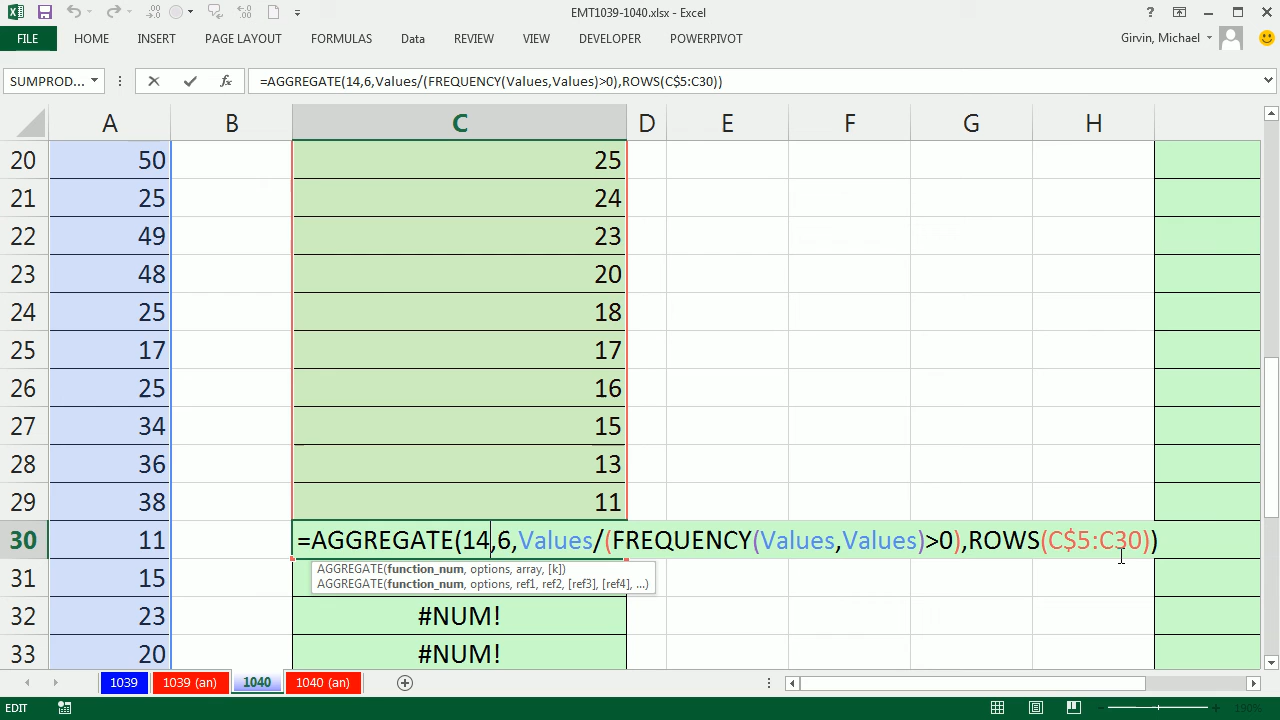 EMT1039-1040.xlsx - Excel
FILE HOME INSERT PAGE LAYOUT FORMULAS Data REVIEW VIEW DEVELOPER POWERPIVOT Girvin, Michael
SUMPROD... =AGGREGATE(14,6,Values/(FREQUENCY(Values,Values)>0),ROWS(C$5:C30))
A B C D E F G H
20 50 25
21 25 24
22 49 23
23 48 20
24 25 18
25 17 17
26 25 16
27 34 15
28 36 13
29 38 11
30 11 =AGGREGATE(14,6,Values/(FREQUENCY(Values,Values)>0),ROWS(C$5:C30))
AGGREGATE(function_num, options, array, [k])
31 15
AGGREGATE(function_num, options, ref1, ref2, [ref3], [ref4], ...)
32 23 #NUM!
33 20 #NUM!
1039 1039 (an) 1040 1040 (an)
EDIT 190%